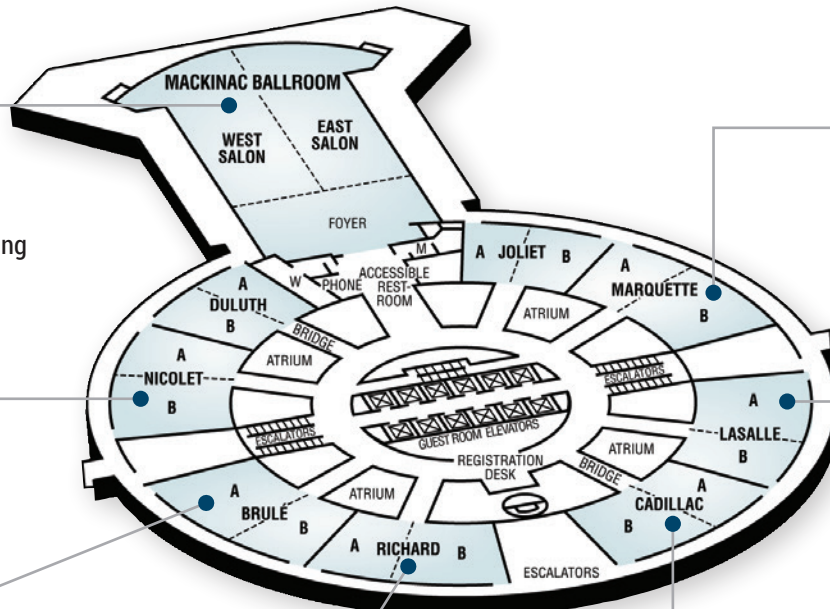 MACKINAC BALLROOM
WEST
SALON
EAST
SALON
FOYER
ing
M
W
PHONE
ACCESSIBLE
REST-
ROOM
A JOLIET B
A
MARQUETTE
B
A
DULUTH
B
BRIDGE
ATRIUM
ATRIUM
A
NICOLET
B
ESCALATORS
ESCALATORS
GUEST ROOM ELEVATORS
A
LASALLE
B
REGISTRATION
DESK
ATRIUM
BRIDGE
A
CADILLAC
B
ATRIUM
A
BRULÉ
B
A RICHARD B
ESCALATORS